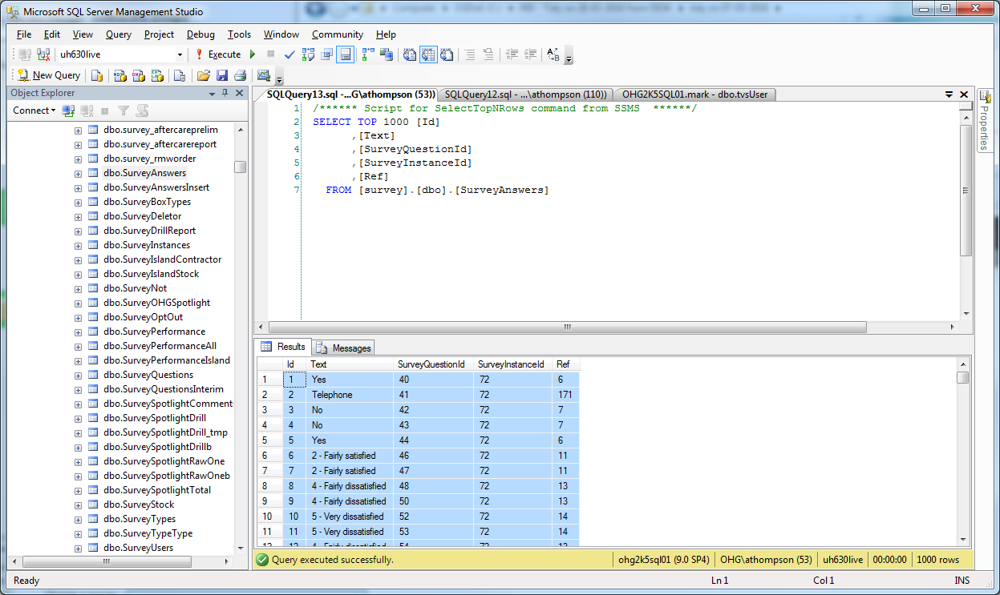 Microsoft SQL Server Management Studio
File Edit View Query Project Debug Tools Window Community Help
uh630live Execute
New Query
Object Explorer
Connect
dbo.survey_aftercareprelim
dbo.survey_aftercarereport
dbo.survey_rmworder
dbo.SurveyAnswers
dbo.SurveyAnswersInsert
dbo.SurveyBoxTypes
dbo.SurveyDeletor
dbo.SurveyDrillReport
dbo.SurveyInstances
dbo.SurveyIslandContractor
dbo.SurveyIslandStock
dbo.SurveyNot
dbo.SurveyOHGSpotlight
dbo.SurveyOptOut
dbo.SurveyPerformance
dbo.SurveyPerformanceAll
dbo.SurveyPerformanceIsland
dbo.SurveyQuestions
dbo.SurveyQuestionsInterim
dbo.SurveySpotlightComment
dbo.SurveySpotlightDrill
dbo.SurveySpotlightDrill_tmp
dbo.SurveySpotlightDrillb
dbo.SurveySpotlightRawOne
dbo.SurveySpotlightRawOneb
dbo.SurveySpotlightTotal
dbo.SurveyStock
dbo.SurveyTypes
dbo.SurveyTypeType
dbo.SurveyUsers
SQLQuery13.sql -...G\athompson (53)) SQLQuery12.sql - ...\athompson (110)) OHG2K5SQL01.mark - dbo.tvsUser
1 /****** Script for SelectTopNRows command from SSMS ******/
2 SELECT TOP 1000 [Id]
3 ,[Text]
4 ,[SurveyQuestionId]
5 ,[SurveyInstanceId]
6 ,[Ref]
7 FROM [survey].[dbo].[SurveyAnswers]
Properties
Results Messages
Id Text SurveyQuestionId SurveyInstanceId Ref
1 1 Yes 40 72 6
2 2 Telephone 41 72 171
3 3 No 42 72 7
4 4 No 43 72 7
5 5 Yes 44 72 6
6 6 2 - Fairly satisfied 46 72 11
7 7 2 - Fairly satisfied 47 72 11
8 8 4 - Fairly dissatisfied 48 72 13
9 9 4 - Fairly dissatisfied 50 72 13
10 10 5 - Very dissatisfied 52 72 14
11 11 5 - Very dissatisfied 53 72 14
12 12 4 - Fairly dissatisfied 54 72 13
Query executed successfully. ohg2k5sql01 (9.0 SP4) OHG\athompson (53) uh630live 00:00:00 1000 rows
Ready Ln 1 Col 1 INS